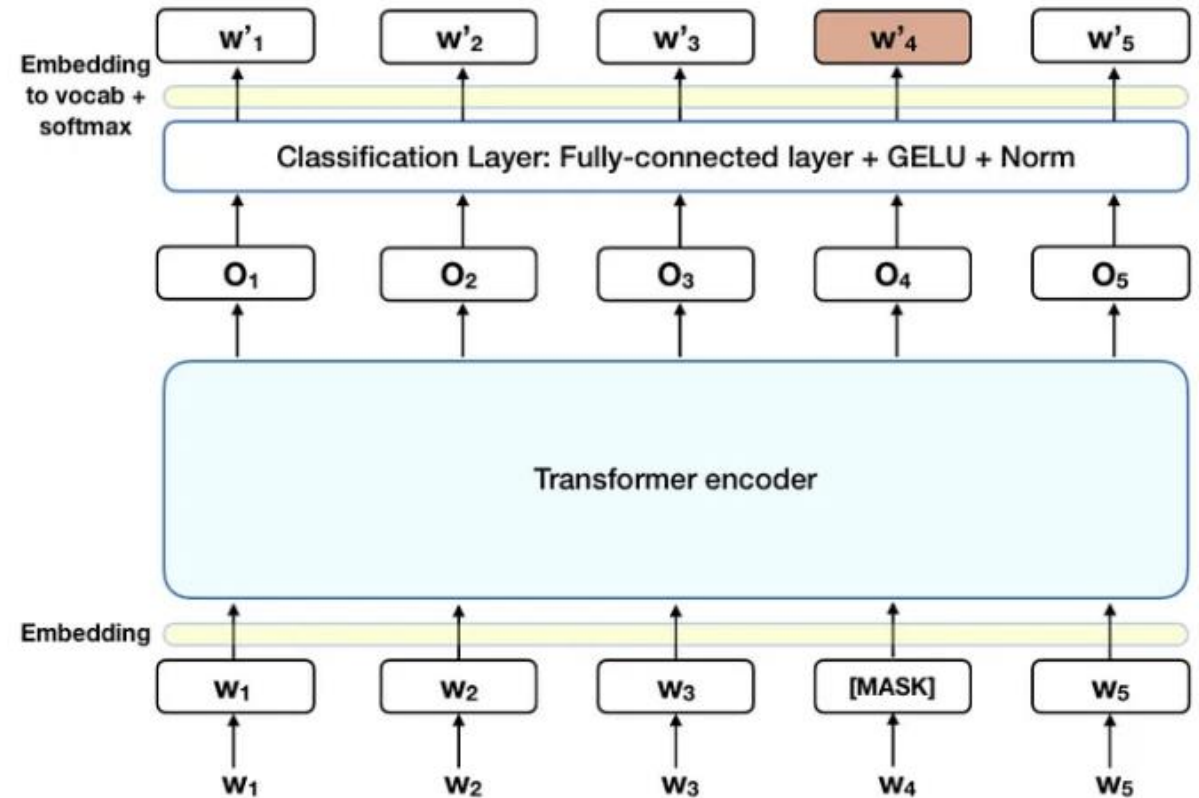 w'1 w'2 w'3 w'4 w'5
Embedding
to vocab +
softmax
Classification Layer: Fully-connected layer + GELU + Norm
O1 O2 O3 O4 O5
Transformer encoder
Embedding
W1 W2 W3 [MASK] W5
W1 W2 W3 W4 W5